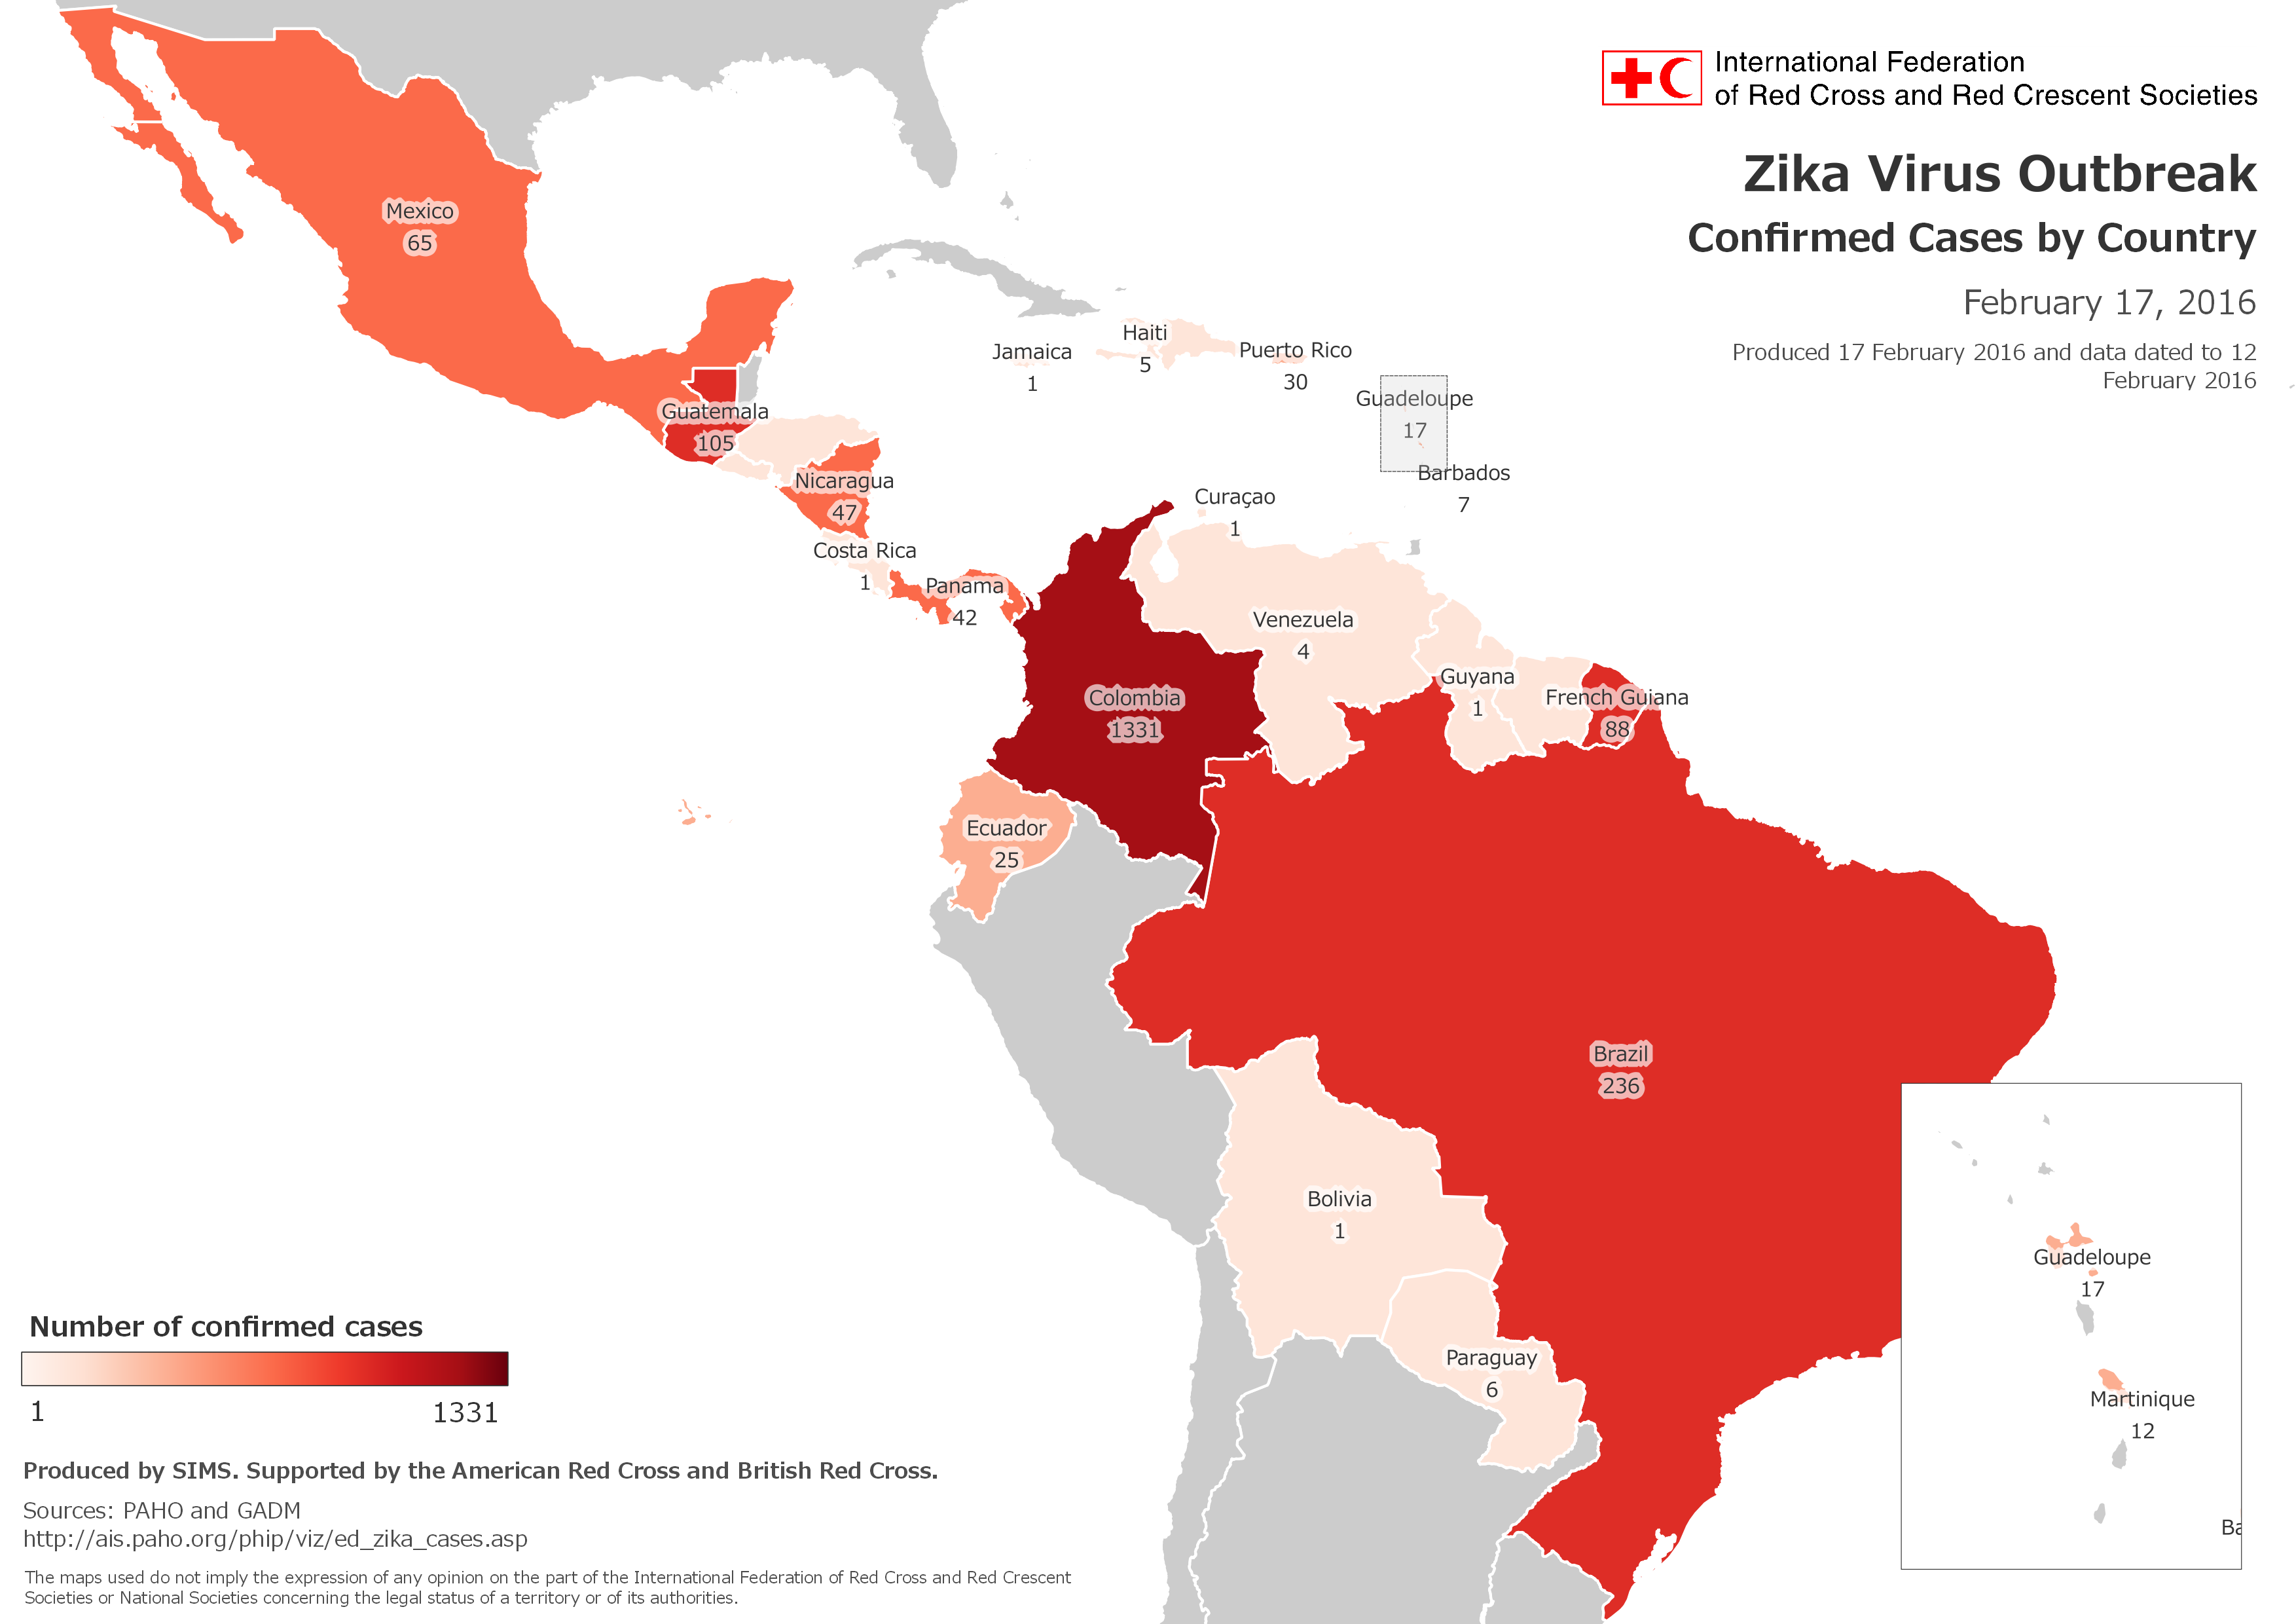 International Federation
of Red Cross and Red Crescent Societies
Zika Virus Outbreak
Confirmed Cases by Country
February 17, 2016
Produced 17 February 2016 and data dated to 12
February 2016
Mexico
65
Haiti
5
Jamaica
1
Puerto Rico
30
Guadeloupe
17
Guatemala
105
Barbados
7
Nicaragua
47
Curaçao
1
Costa Rica
1
Panama
42
Venezuela
4
Guyana
1
Colombia
1331
French Guiana
88
Ecuador
25
Brazil
236
Bolivia
1
Paraguay
6
Guadeloupe
17
Martinique
12
Ba
Number of confirmed cases
1
1331
Produced by SIMS. Supported by the American Red Cross and British Red Cross.
Sources: PAHO and GADM
http://ais.paho.org/phip/viz/ed_zika_cases.asp
The maps used do not imply the expression of any opinion on the part of the International Federation of Red Cross and Red Crescent
Societies or National Societies concerning the legal status of a territory or of its authorities.